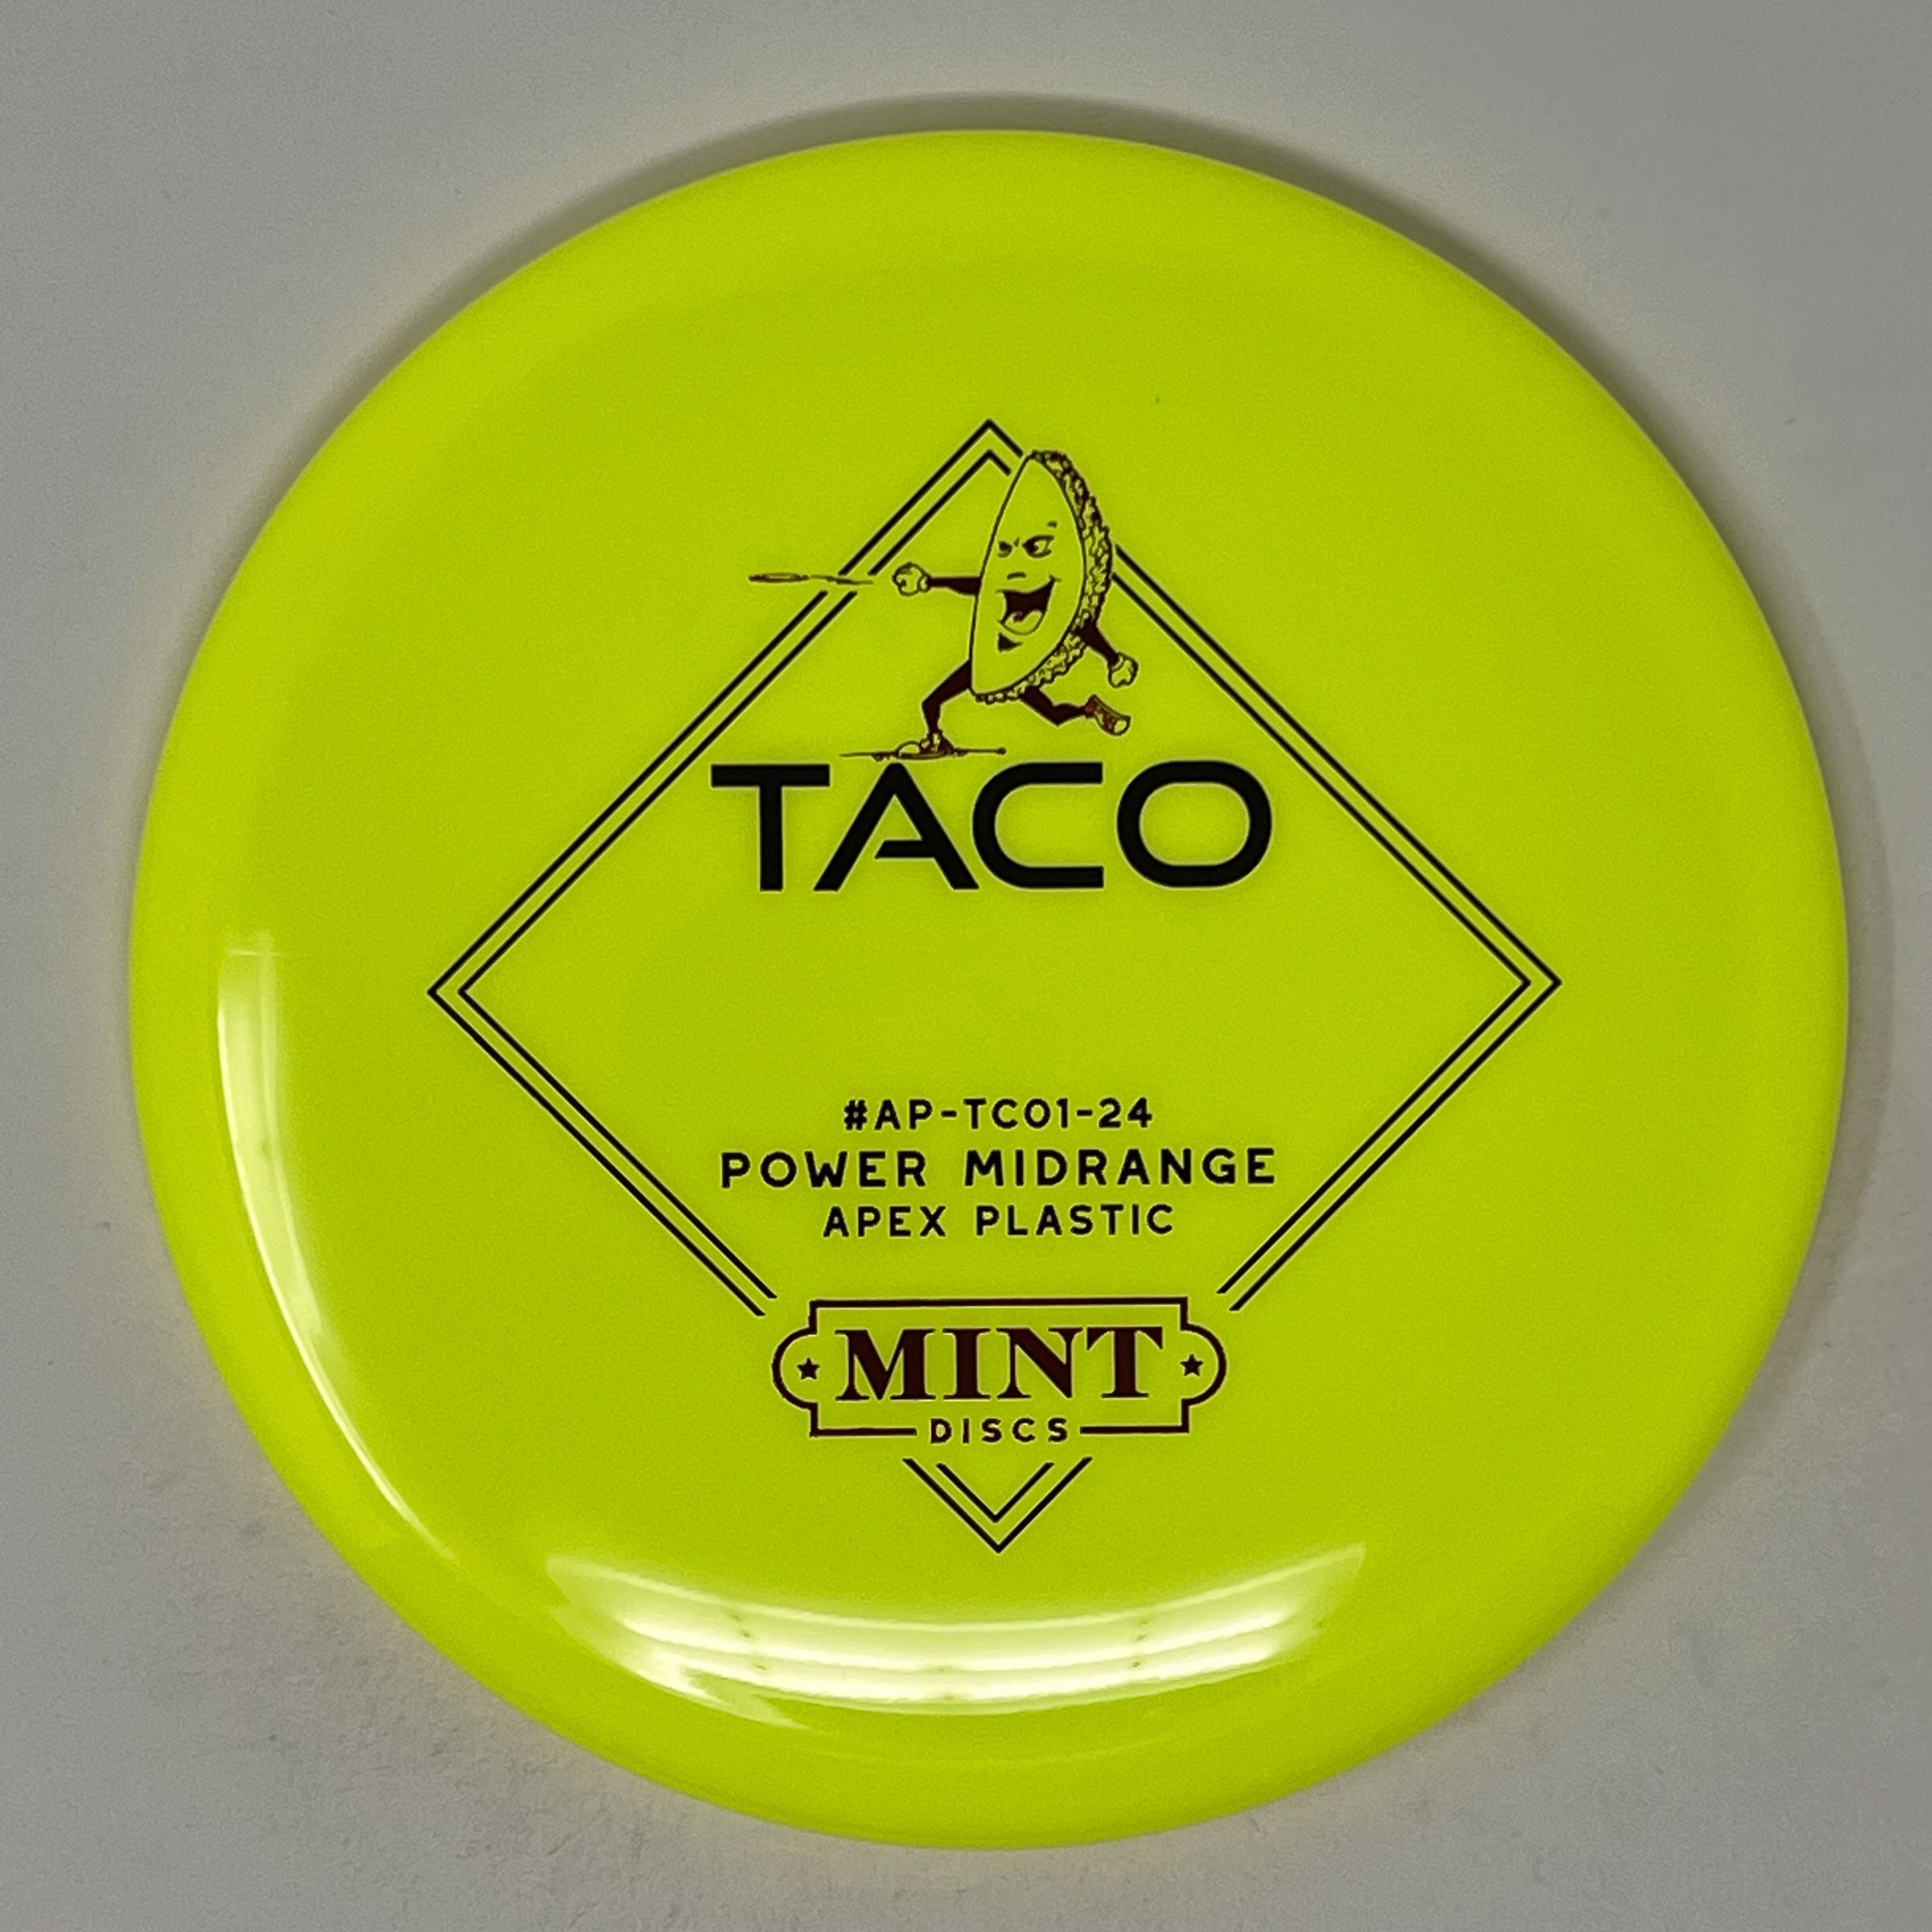 TACO
#AP-TC01-24
POWER MIDRANGE
APEX PLASTIC
MINT
DISCS